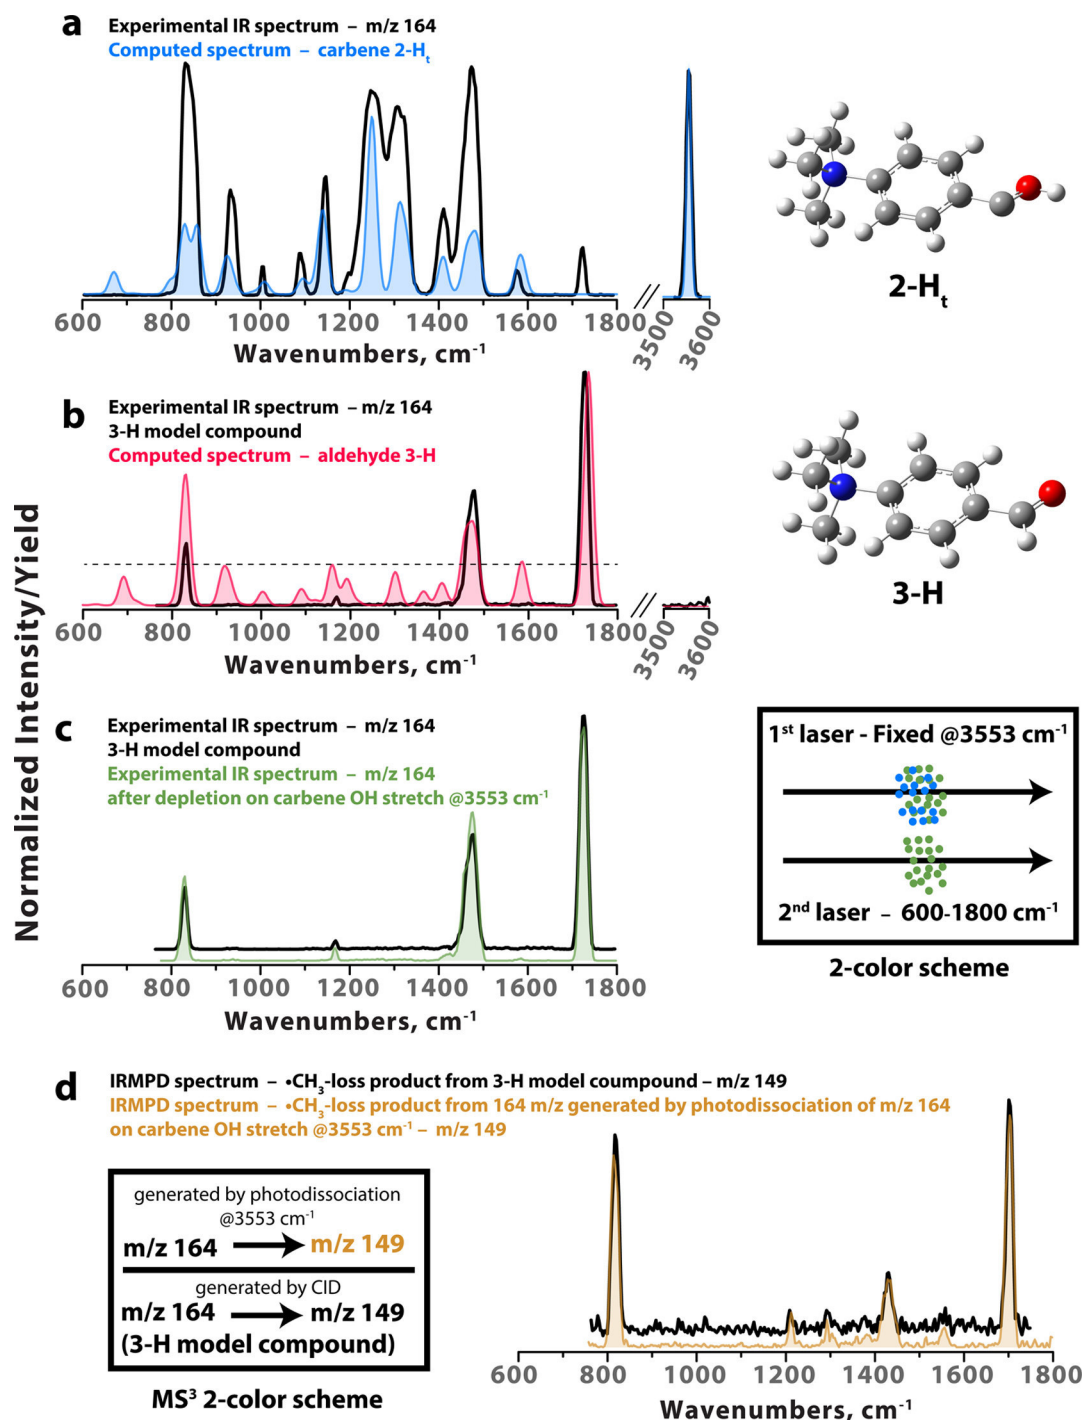 a
Experimental IR spectrum – m/z 164
Computed spectrum – carbene 2-Ht
600 800 1000 1200 1400 1600 1800 3500 3600
Wavenumbers, cm-1
2-Ht
b
Experimental IR spectrum – m/z 164
3-H model compound
Computed spectrum – aldehyde 3-H
600 800 1000 1200 1400 1600 1800 3500 3600
Wavenumbers, cm-1
3-H
Normalized Intensity/Yield
c
Experimental IR spectrum – m/z 164
3-H model compound
Experimental IR spectrum – m/z 164
after depletion on carbene OH stretch @3553 cm-1
600 800 1000 1200 1400 1600 1800
Wavenumbers, cm-1
1st laser - Fixed @3553 cm-1
2nd laser – 600-1800 cm-1
2-color scheme
d
IRMPD spectrum – •CH3-loss product from 3-H model coumpound – m/z 149
IRMPD spectrum – •CH3-loss product from 164 m/z generated by photodissociation of m/z 164
on carbene OH stretch @3553 cm-1 – m/z 149
generated by photodissociation
@3553 cm-1
m/z 164 m/z 149
generated by CID
m/z 164 m/z 149
(3-H model compound)
MS3 2-color scheme
600 800 1000 1200 1400 1600 1800
Wavenumbers, cm-1